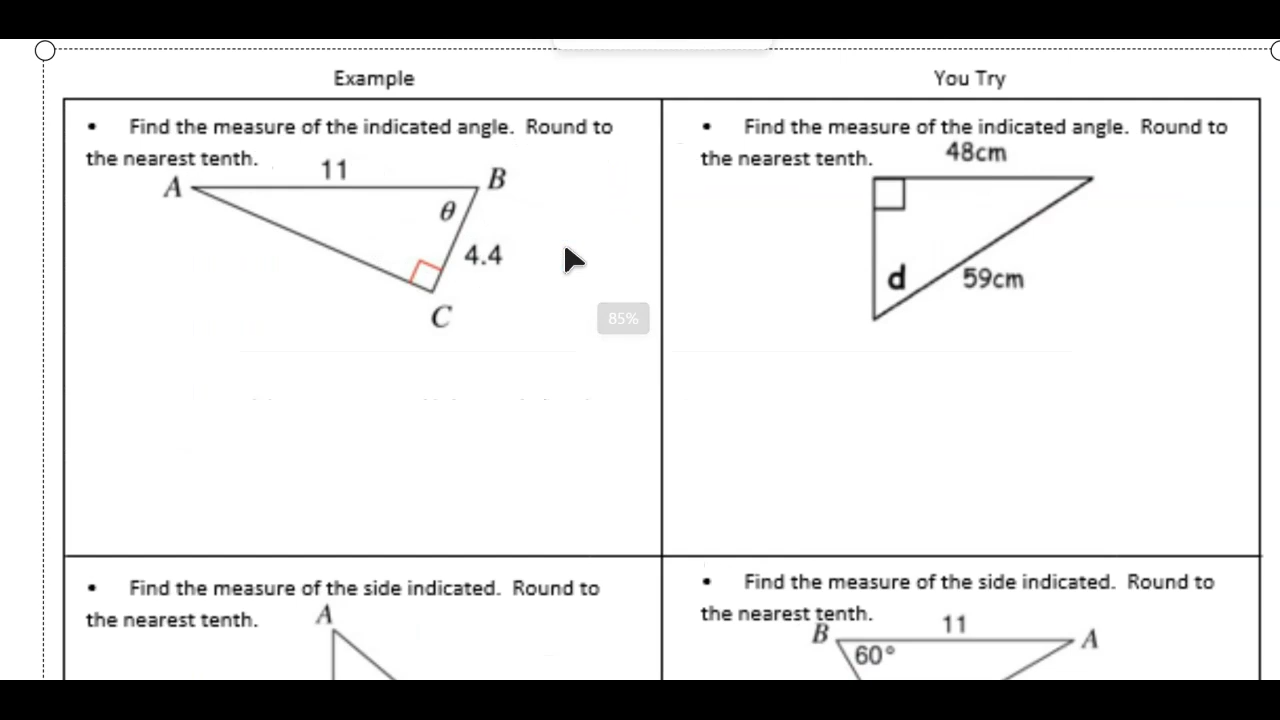 Example
• Find the measure of the indicated angle. Round to
the nearest tenth.
11
A
B
θ
4.4
C
85%
You Try
• Find the measure of the indicated angle. Round to
the nearest tenth.
48cm
d
59cm
• Find the measure of the side indicated. Round to
the nearest tenth.
A
• Find the measure of the side indicated. Round to
the nearest tenth.
B
11
A
60°